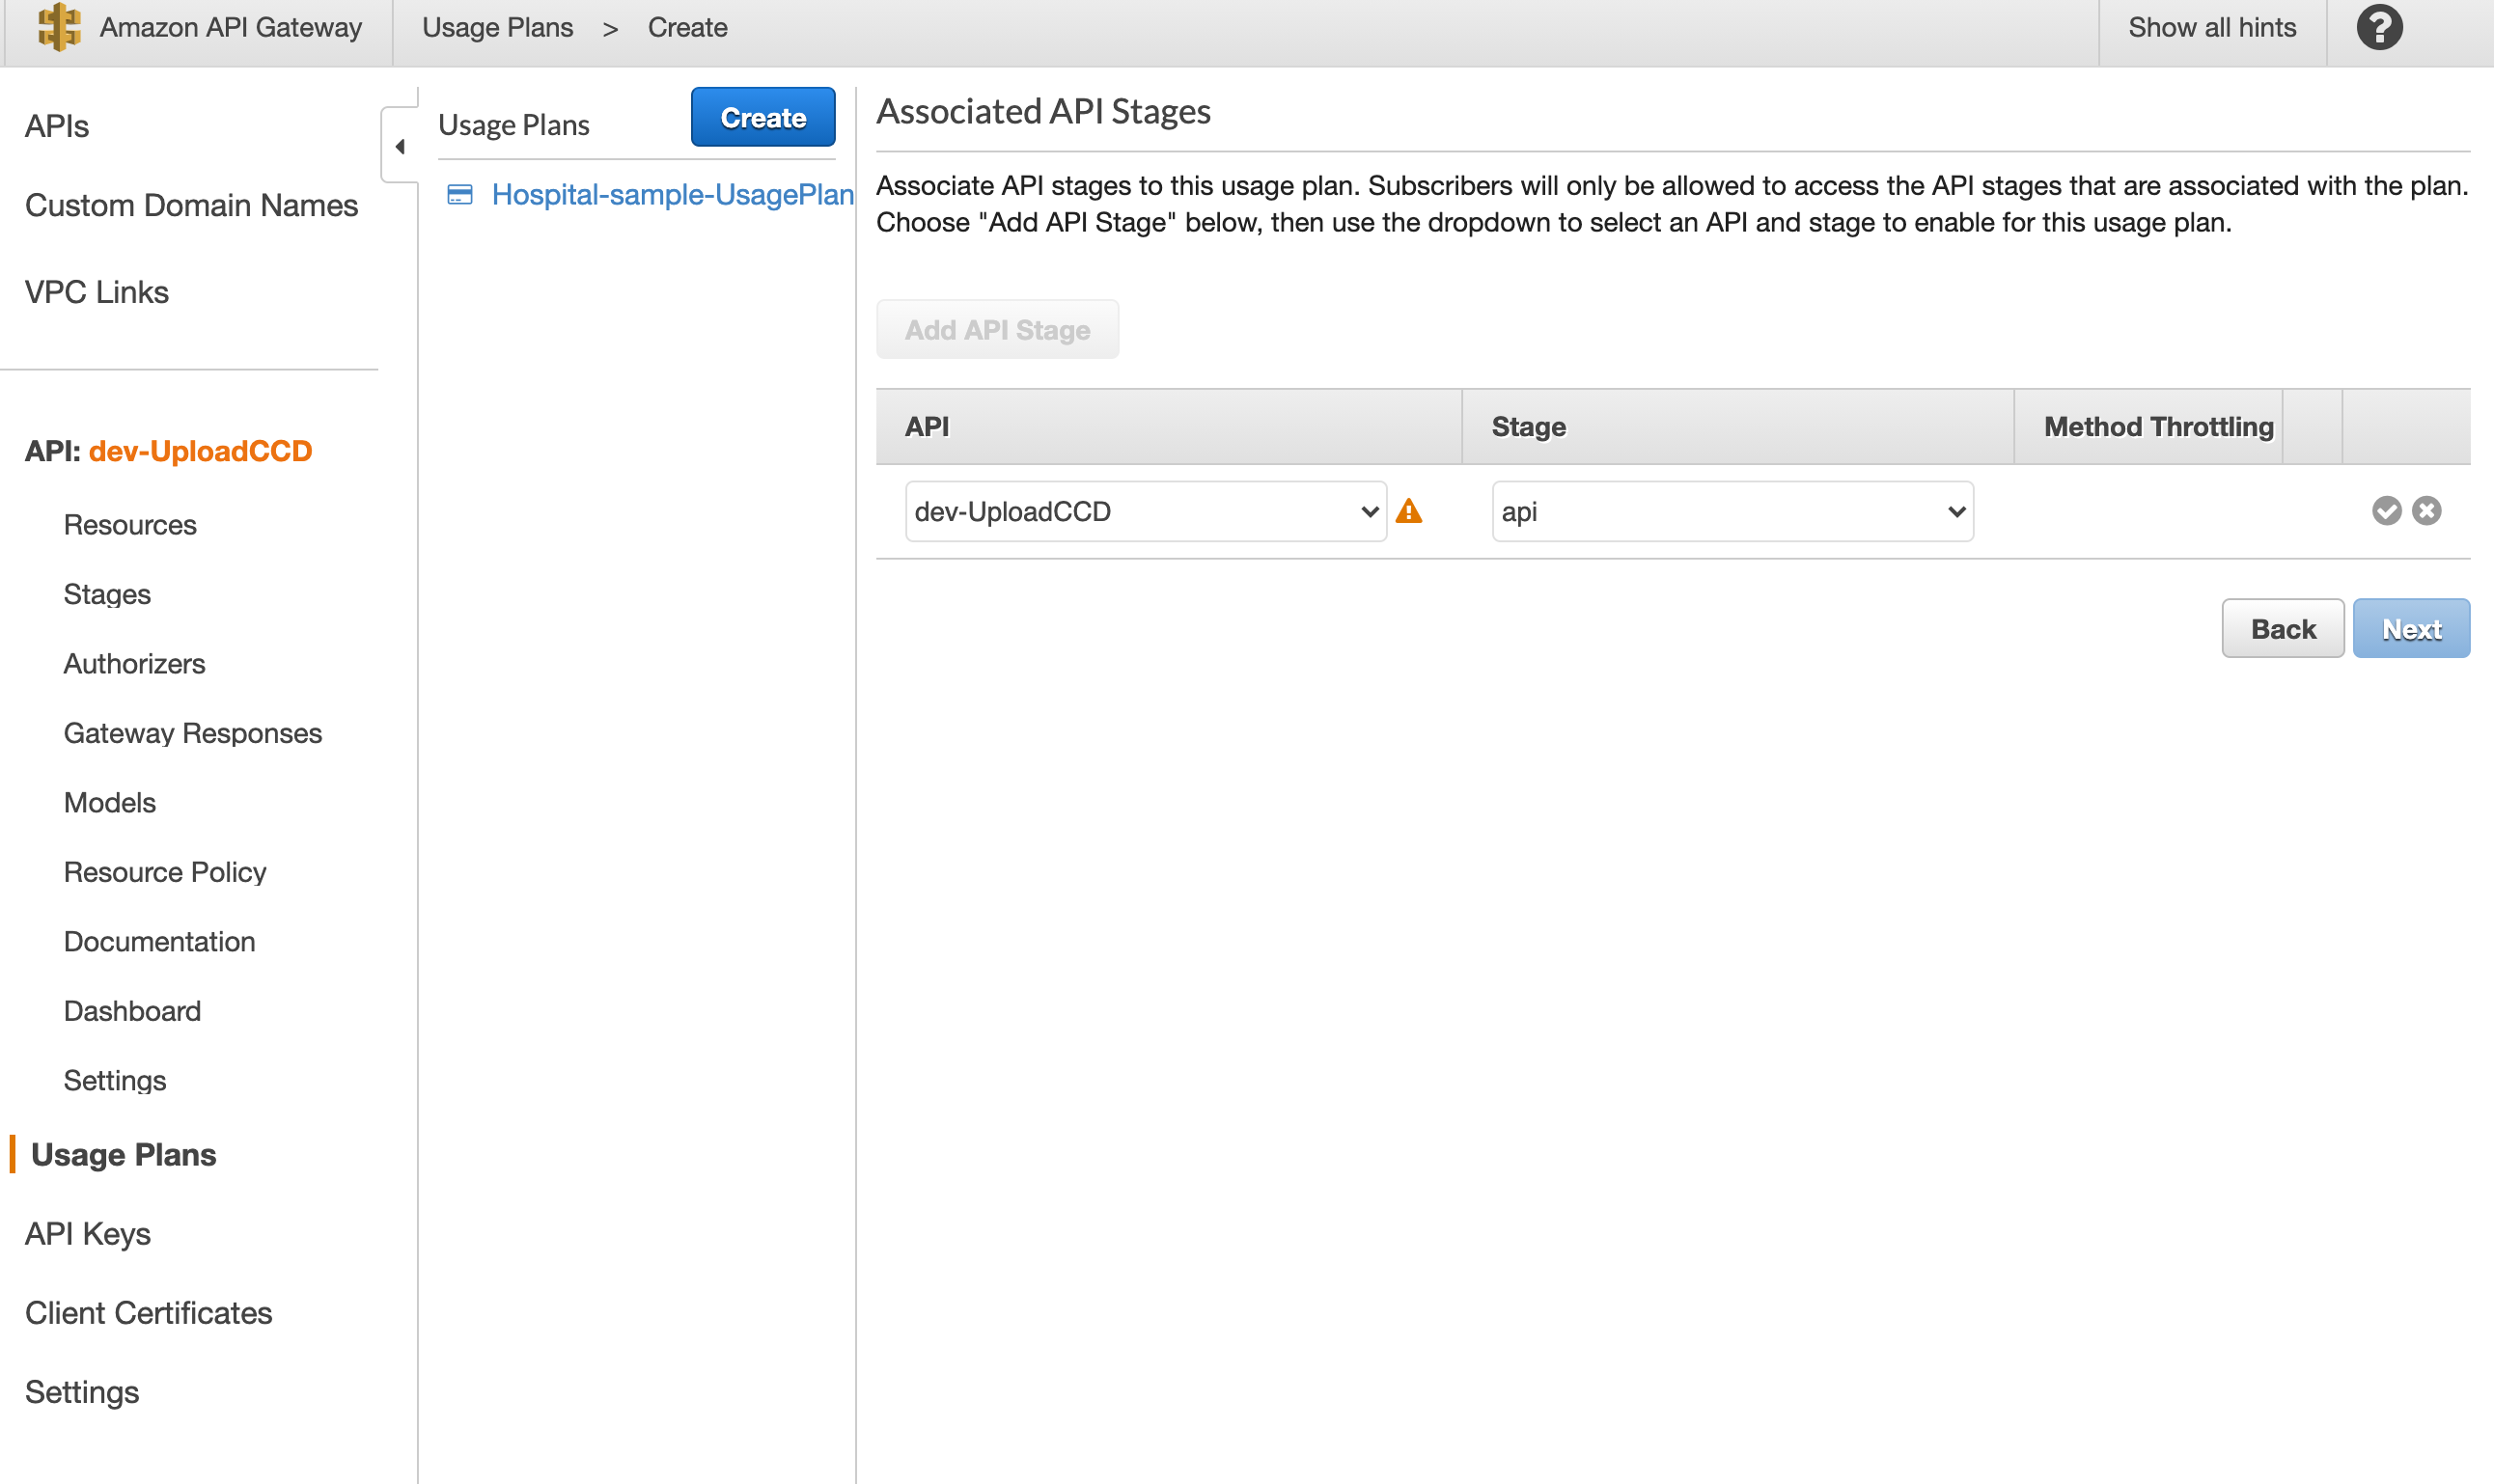 Amazon API Gateway
Usage Plans > Create
Show all hints
?
APIs
Custom Domain Names
VPC Links
API: dev-UploadCCD
Resources
Stages
Authorizers
Gateway Responses
Models
Resource Policy
Documentation
Dashboard
Settings
Usage Plans
API Keys
Client Certificates
Settings
Usage Plans
Create
Hospital-sample-UsagePlan
Associated API Stages
Associate API stages to this usage plan. Subscribers will only be allowed to access the API stages that are associated with the plan.
Choose "Add API Stage" below, then use the dropdown to select an API and stage to enable for this usage plan.
Add API Stage
API Stage Method Throttling
dev-UploadCCD api
Back Next